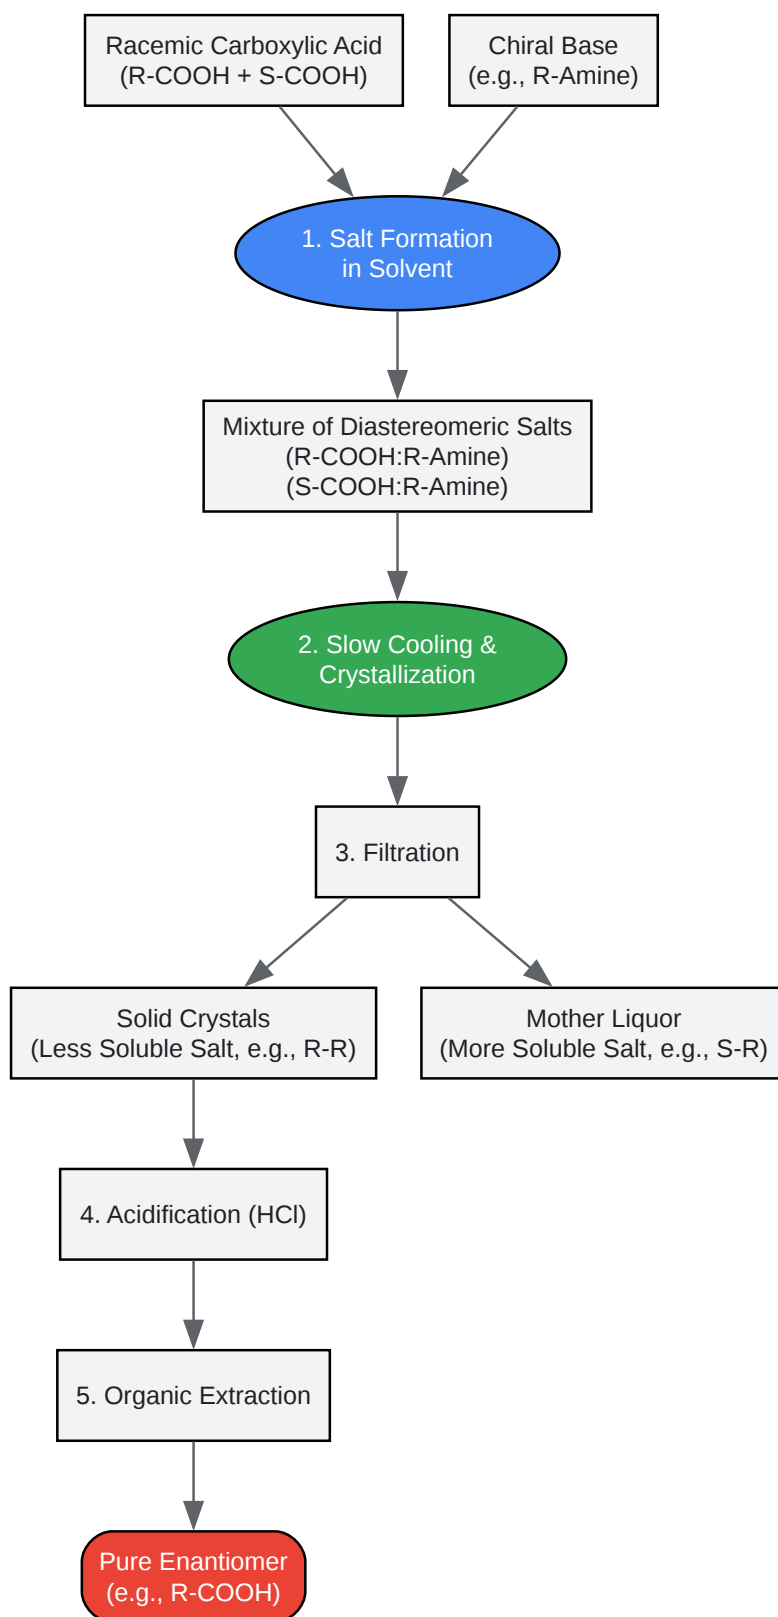 Racemic Carboxylic Acid
(R-COOH + S-COOH)
Chiral Base
(e.g., R-Amine)
1. Salt Formation
in Solvent
Mixture of Diastereomeric Salts
(R-COOH:R-Amine)
(S-COOH:R-Amine)
2. Slow Cooling &
Crystallization
3. Filtration
Solid Crystals
(Less Soluble Salt, e.g., R-R)
Mother Liquor
(More Soluble Salt, e.g., S-R)
4. Acidification (HCl)
5. Organic Extraction
Pure Enantiomer
(e.g., R-COOH)